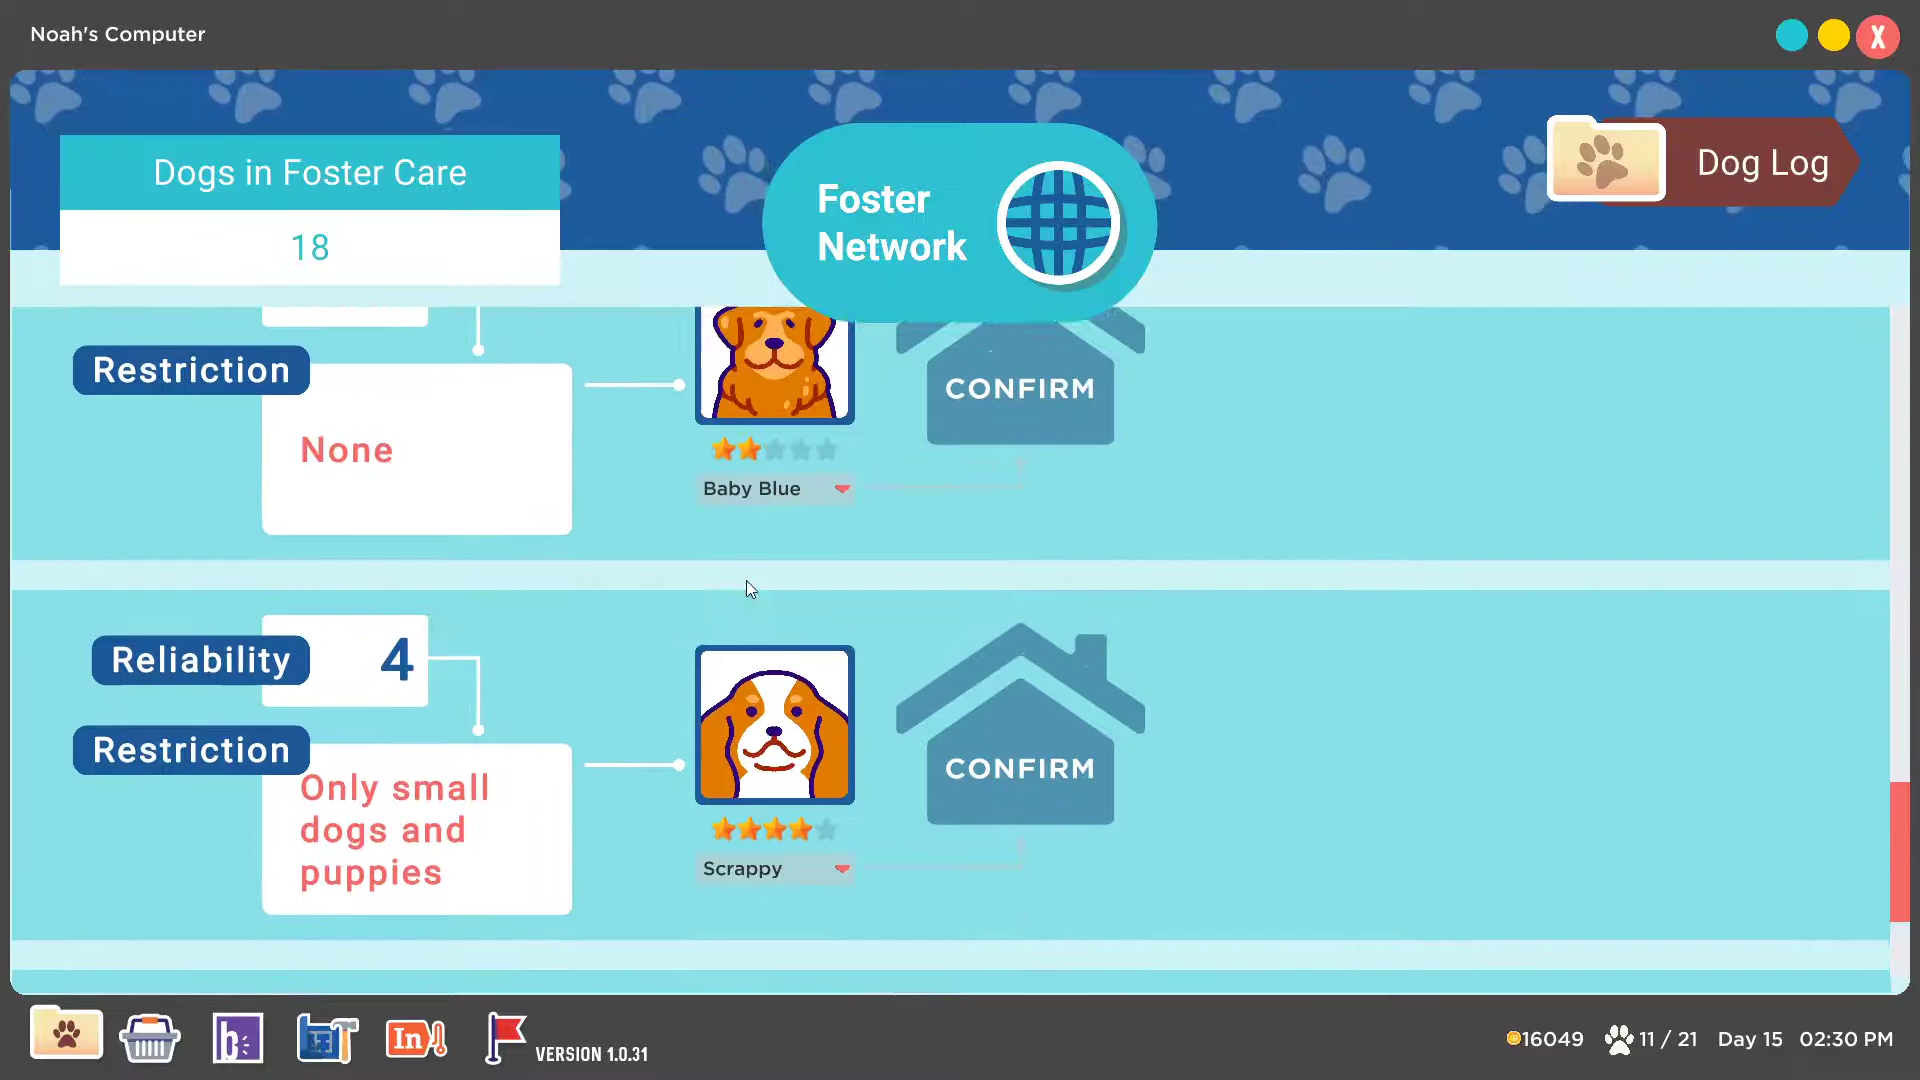 Noah's Computer
X
Dogs in Foster Care
18
Foster
Network
Dog Log
Restriction
None
Baby Blue
CONFIRM
Reliability
4
Restriction
Only small
dogs and
puppies
Scrappy
CONFIRM
b
In
VERSION 1.0.31
16049
11 / 21
Day 15
02:30 PM